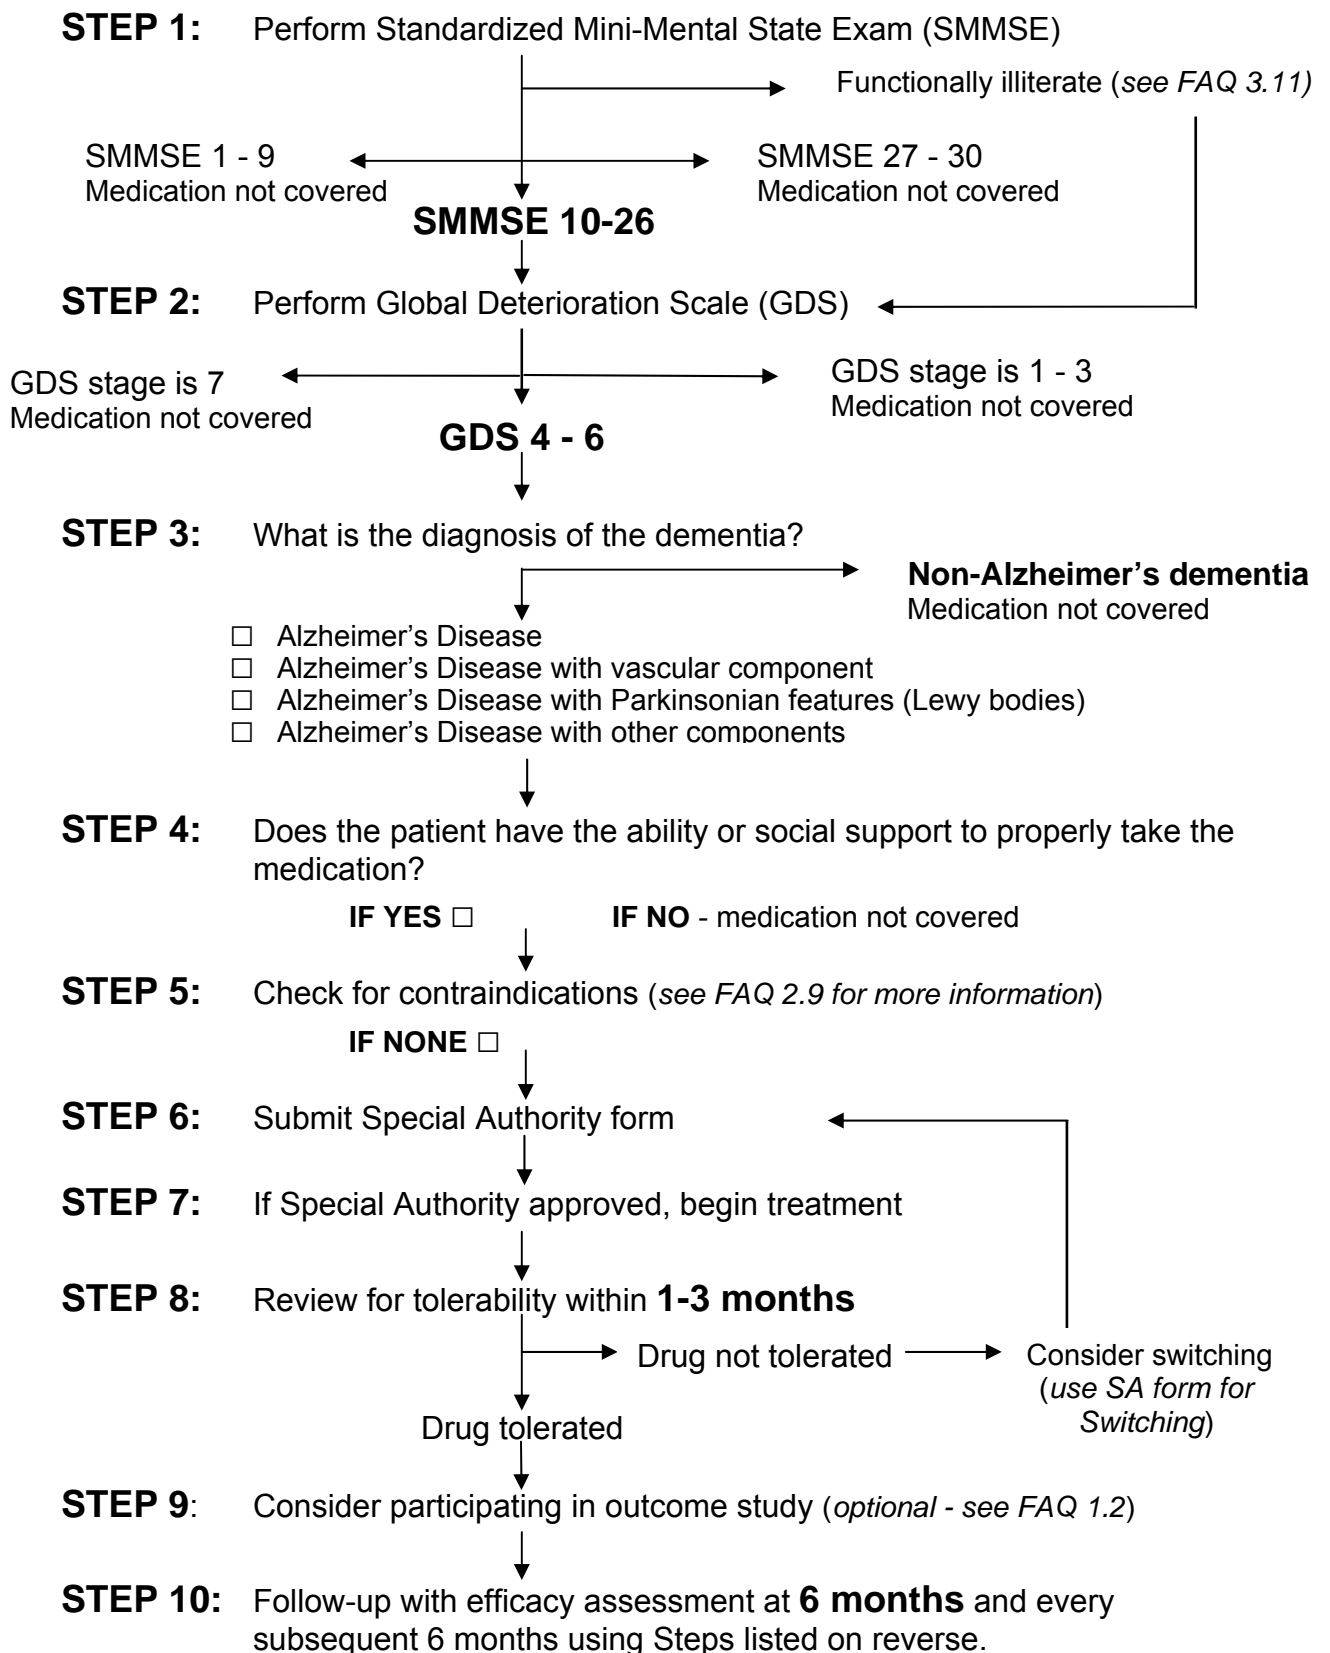 STEP 1: Perform Standardized Mini-Mental State Exam (SMMSE)
Functionally illiterate (see FAQ 3.11)
SMMSE 1 - 9
Medication not covered
SMMSE 27 - 30
Medication not covered
SMMSE 10-26
STEP 2: Perform Global Deterioration Scale (GDS)
GDS stage is 7
Medication not covered
GDS stage is 1 - 3
Medication not covered
GDS 4 - 6
STEP 3: What is the diagnosis of the dementia?
Non-Alzheimer's dementia
Medication not covered
☐ Alzheimer's Disease
☐ Alzheimer's Disease with vascular component
☐ Alzheimer's Disease with Parkinsonian features (Lewy bodies)
☐ Alzheimer's Disease with other components
STEP 4: Does the patient have the ability or social support to properly take the
medication?
IF YES ☐ IF NO - medication not covered
STEP 5: Check for contraindications (see FAQ 2.9 for more information)
IF NONE ☐
STEP 6: Submit Special Authority form
STEP 7: If Special Authority approved, begin treatment
STEP 8: Review for tolerability within 1-3 months
Drug not tolerated
Consider switching
(use SA form for
Switching)
Drug tolerated
STEP 9: Consider participating in outcome study (optional - see FAQ 1.2)
STEP 10: Follow-up with efficacy assessment at 6 months and every
subsequent 6 months using Steps listed on reverse.